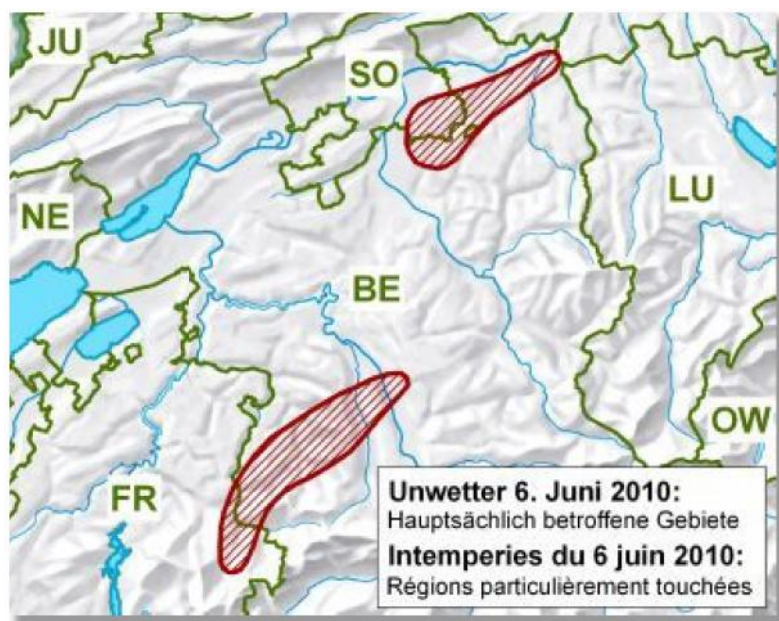 JU
SO
NE
LU
BE
OW
FR
Unwetter 6. Juni 2010:
Hauptsächlich betroffene Gebiete
Intemperies du 6 juin 2010:
Régions particulièrement touchées